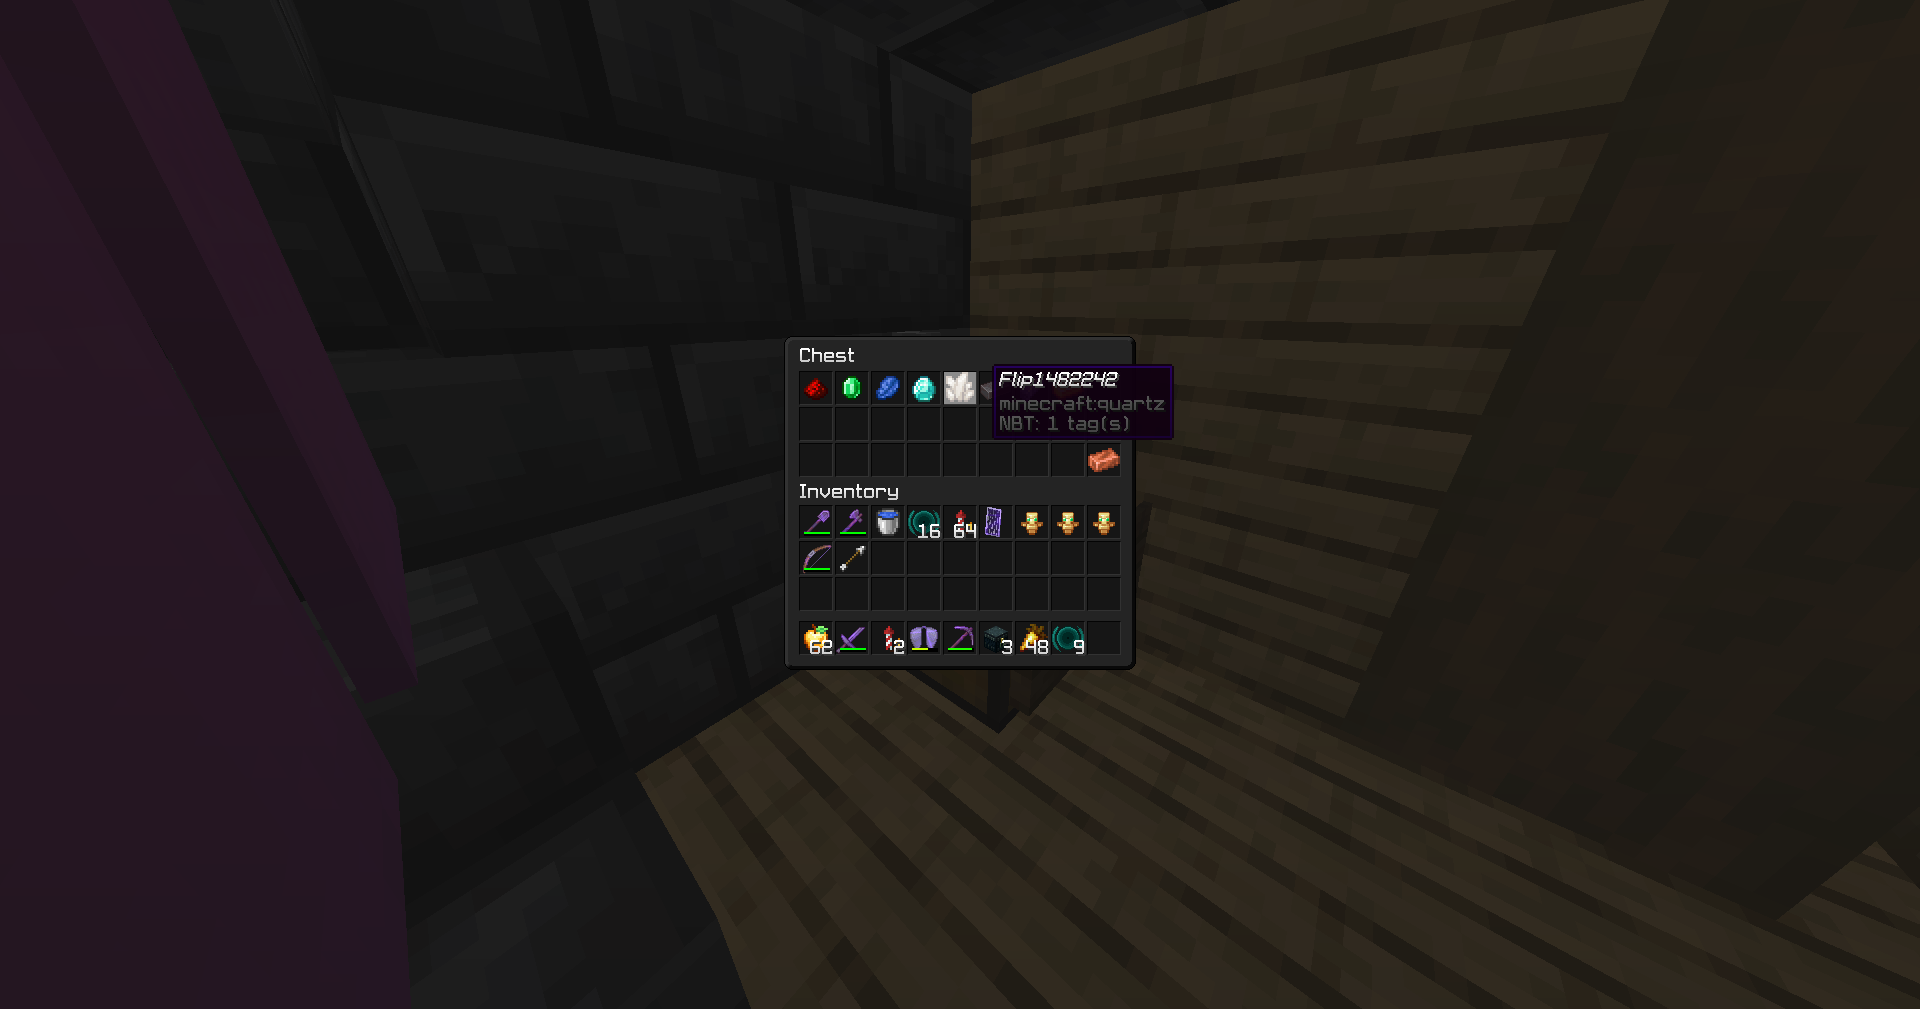 Chest
Flip1482242
minecraft:quartz
NBT: 1 tag(s)
Inventory
16
64
62
2
3
48
9